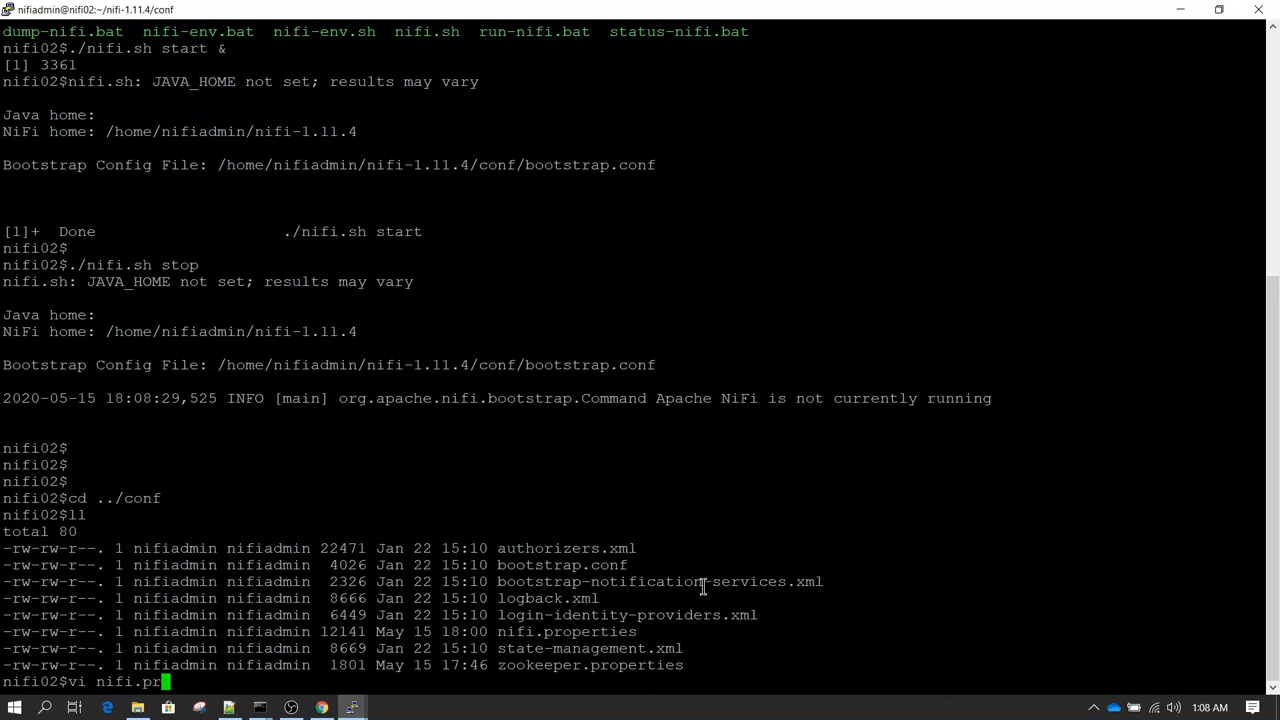 nifiadmin@nifi02:~/nifi-1.11.4/conf
dump-nifi.bat nifi-env.bat nifi-env.sh nifi.sh run-nifi.bat status-nifi.bat
nifi02$./nifi.sh start &
[1] 3361
nifi02$nifi.sh: JAVA_HOME not set; results may vary
Java home:
NiFi home: /home/nifiadmin/nifi-1.11.4
Bootstrap Config File: /home/nifiadmin/nifi-1.11.4/conf/bootstrap.conf
[1]+ Done ./nifi.sh start
nifi02$
nifi02$./nifi.sh stop
nifi.sh: JAVA_HOME not set; results may vary
Java home:
NiFi home: /home/nifiadmin/nifi-1.11.4
Bootstrap Config File: /home/nifiadmin/nifi-1.11.4/conf/bootstrap.conf
2020-05-15 18:08:29,525 INFO [main] org.apache.nifi.bootstrap.Command Apache NiFi is not currently running
nifi02$
nifi02$
nifi02$
nifi02$cd ../conf
nifi02$ll
total 80
-rw-rw-r--. 1 nifiadmin nifiadmin 22471 Jan 22 15:10 authorizers.xml
-rw-rw-r--. 1 nifiadmin nifiadmin 4026 Jan 22 15:10 bootstrap.conf
-rw-rw-r--. 1 nifiadmin nifiadmin 2326 Jan 22 15:10 bootstrap-notification-services.xml
-rw-rw-r--. 1 nifiadmin nifiadmin 8666 Jan 22 15:10 logback.xml
-rw-rw-r--. 1 nifiadmin nifiadmin 6449 Jan 22 15:10 login-identity-providers.xml
-rw-rw-r--. 1 nifiadmin nifiadmin 12141 May 15 18:00 nifi.properties
-rw-rw-r--. 1 nifiadmin nifiadmin 8669 Jan 22 15:10 state-management.xml
-rw-rw-r--. 1 nifiadmin nifiadmin 1801 May 15 17:46 zookeeper.properties
nifi02$vi nifi.pr
1:08 AM